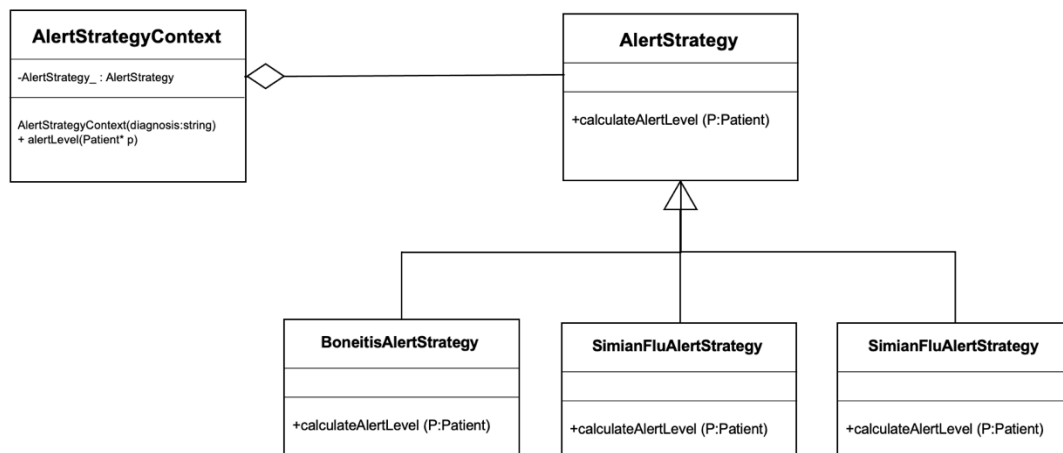 AlertStrategyContext
-AlertStrategy_ : AlertStrategy
AlertStrategyContext(diagnosis:string)
+ alertLevel(Patient* p)
AlertStrategy
+calculateAlertLevel (P:Patient)
BoneitisAlertStrategy
+calculateAlertLevel (P:Patient)
SimianFluAlertStrategy
+calculateAlertLevel (P:Patient)
SimianFluAlertStrategy
+calculateAlertLevel (P:Patient)